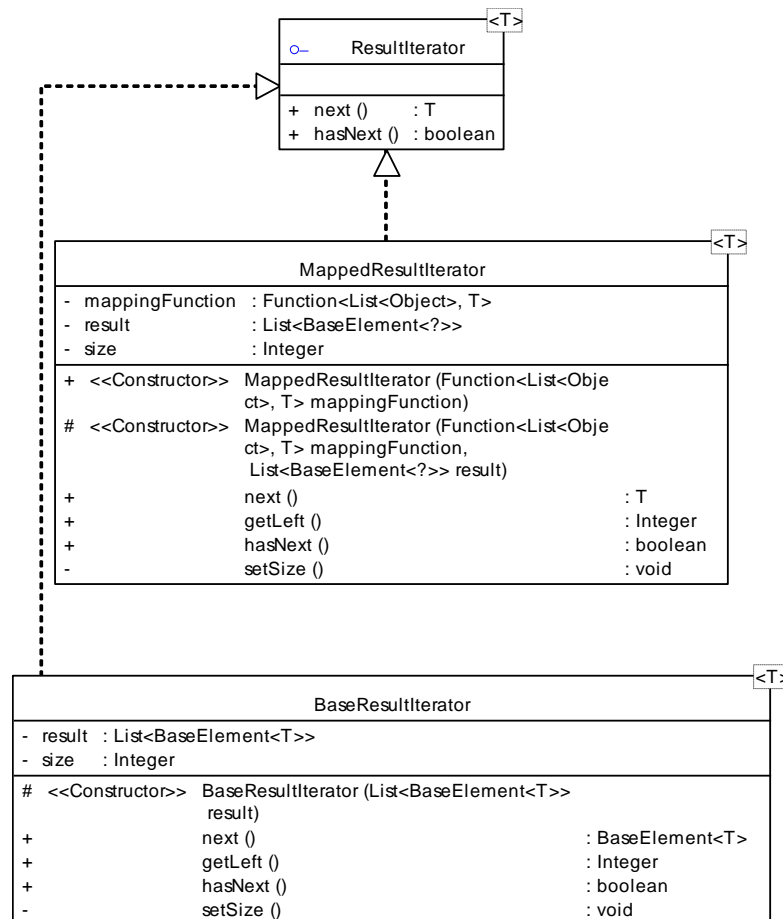 <T>
ResultIterator
+ next () : T
+ hasNext () : boolean
<T>
MappedResultIterator
- mappingFunction : Function<List<Object>, T>
- result : List<BaseElement<?>>
- size : Integer
+ <<Constructor>> MappedResultIterator (Function<List<Obje
ct>, T> mappingFunction)
# <<Constructor>> MappedResultIterator (Function<List<Obje
ct>, T> mappingFunction,
List<BaseElement<?>> result)
+ next () : T
+ getLeft () : Integer
+ hasNext () : boolean
- setSize () : void
<T>
BaseResultIterator
- result : List<BaseElement<T>>
- size : Integer
# <<Constructor>> BaseResultIterator (List<BaseElement<T>>
result)
+ next () : BaseElement<T>
+ getLeft () : Integer
+ hasNext () : boolean
- setSize () : void